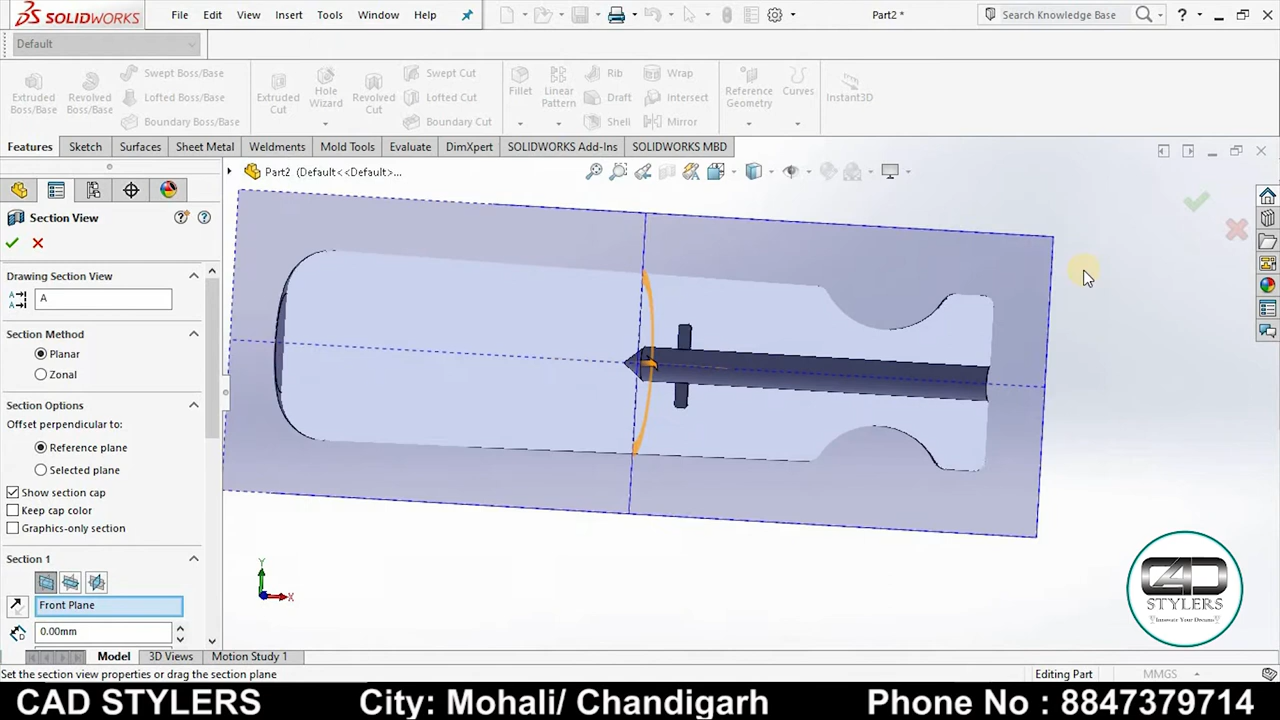 SOLIDWORKS File Edit View Insert Tools Window Help Part2 * Search Knowledge Base ?
Default
Extruded Boss/Base
Revolved Boss/Base
Swept Boss/Base
Lofted Boss/Base
Boundary Boss/Base
Extruded Cut
Hole Wizard
Revolved Cut
Swept Cut
Lofted Cut
Boundary Cut
Fillet
Linear Pattern
Rib
Draft
Shell
Wrap
Intersect
Mirror
Reference Geometry
Curves
Instant3D
Features Sketch Surfaces Sheet Metal Weldments Mold Tools Evaluate DimXpert SOLIDWORKS Add-Ins SOLIDWORKS MBD
Part2 (Default<<Default>...
Section View
Drawing Section View
A
Section Method
Planar
Zonal
Section Options
Offset perpendicular to:
Reference plane
Selected plane
Show section cap
Keep cap color
Graphics-only section
Section 1
Front Plane
0.00mm
Y
X
CAD
STYLERS
Innovate Your Dreams
Model 3D Views Motion Study 1
Set the section view properties or drag the section plane Editing Part MMGS
CAD STYLERS City: Mohali/ Chandigarh Phone No : 8847379714